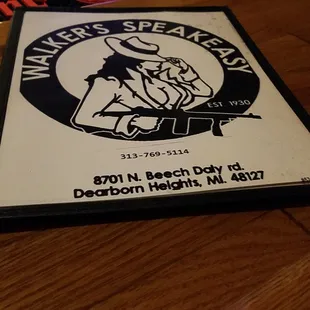 WALKER'S SPEAKEASY
EST. 1930
313-769-5114
8701 N. Beech Daly rd.
Dearborn Heights, MI. 48127